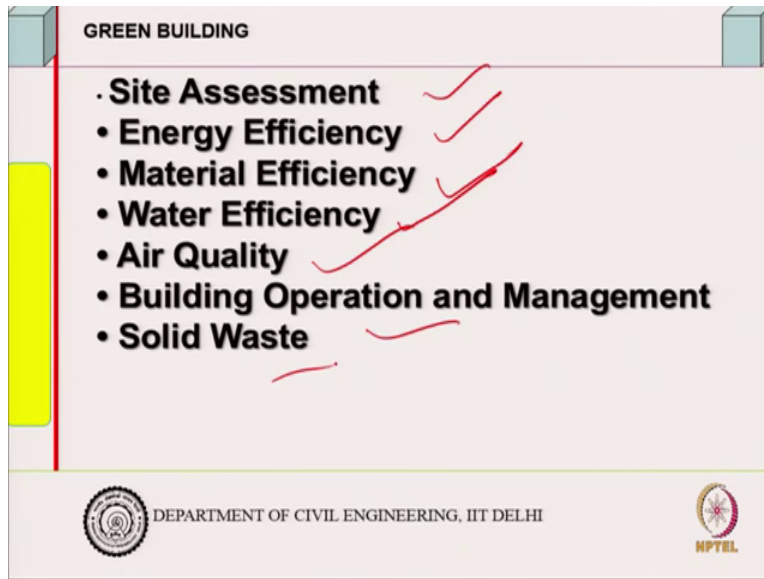 GREEN BUILDING
· Site Assessment
• Energy Efficiency
• Material Efficiency
• Water Efficiency
• Air Quality
• Building Operation and Management
• Solid Waste
DEPARTMENT OF CIVIL ENGINEERING, IIT DELHI
NPTEL